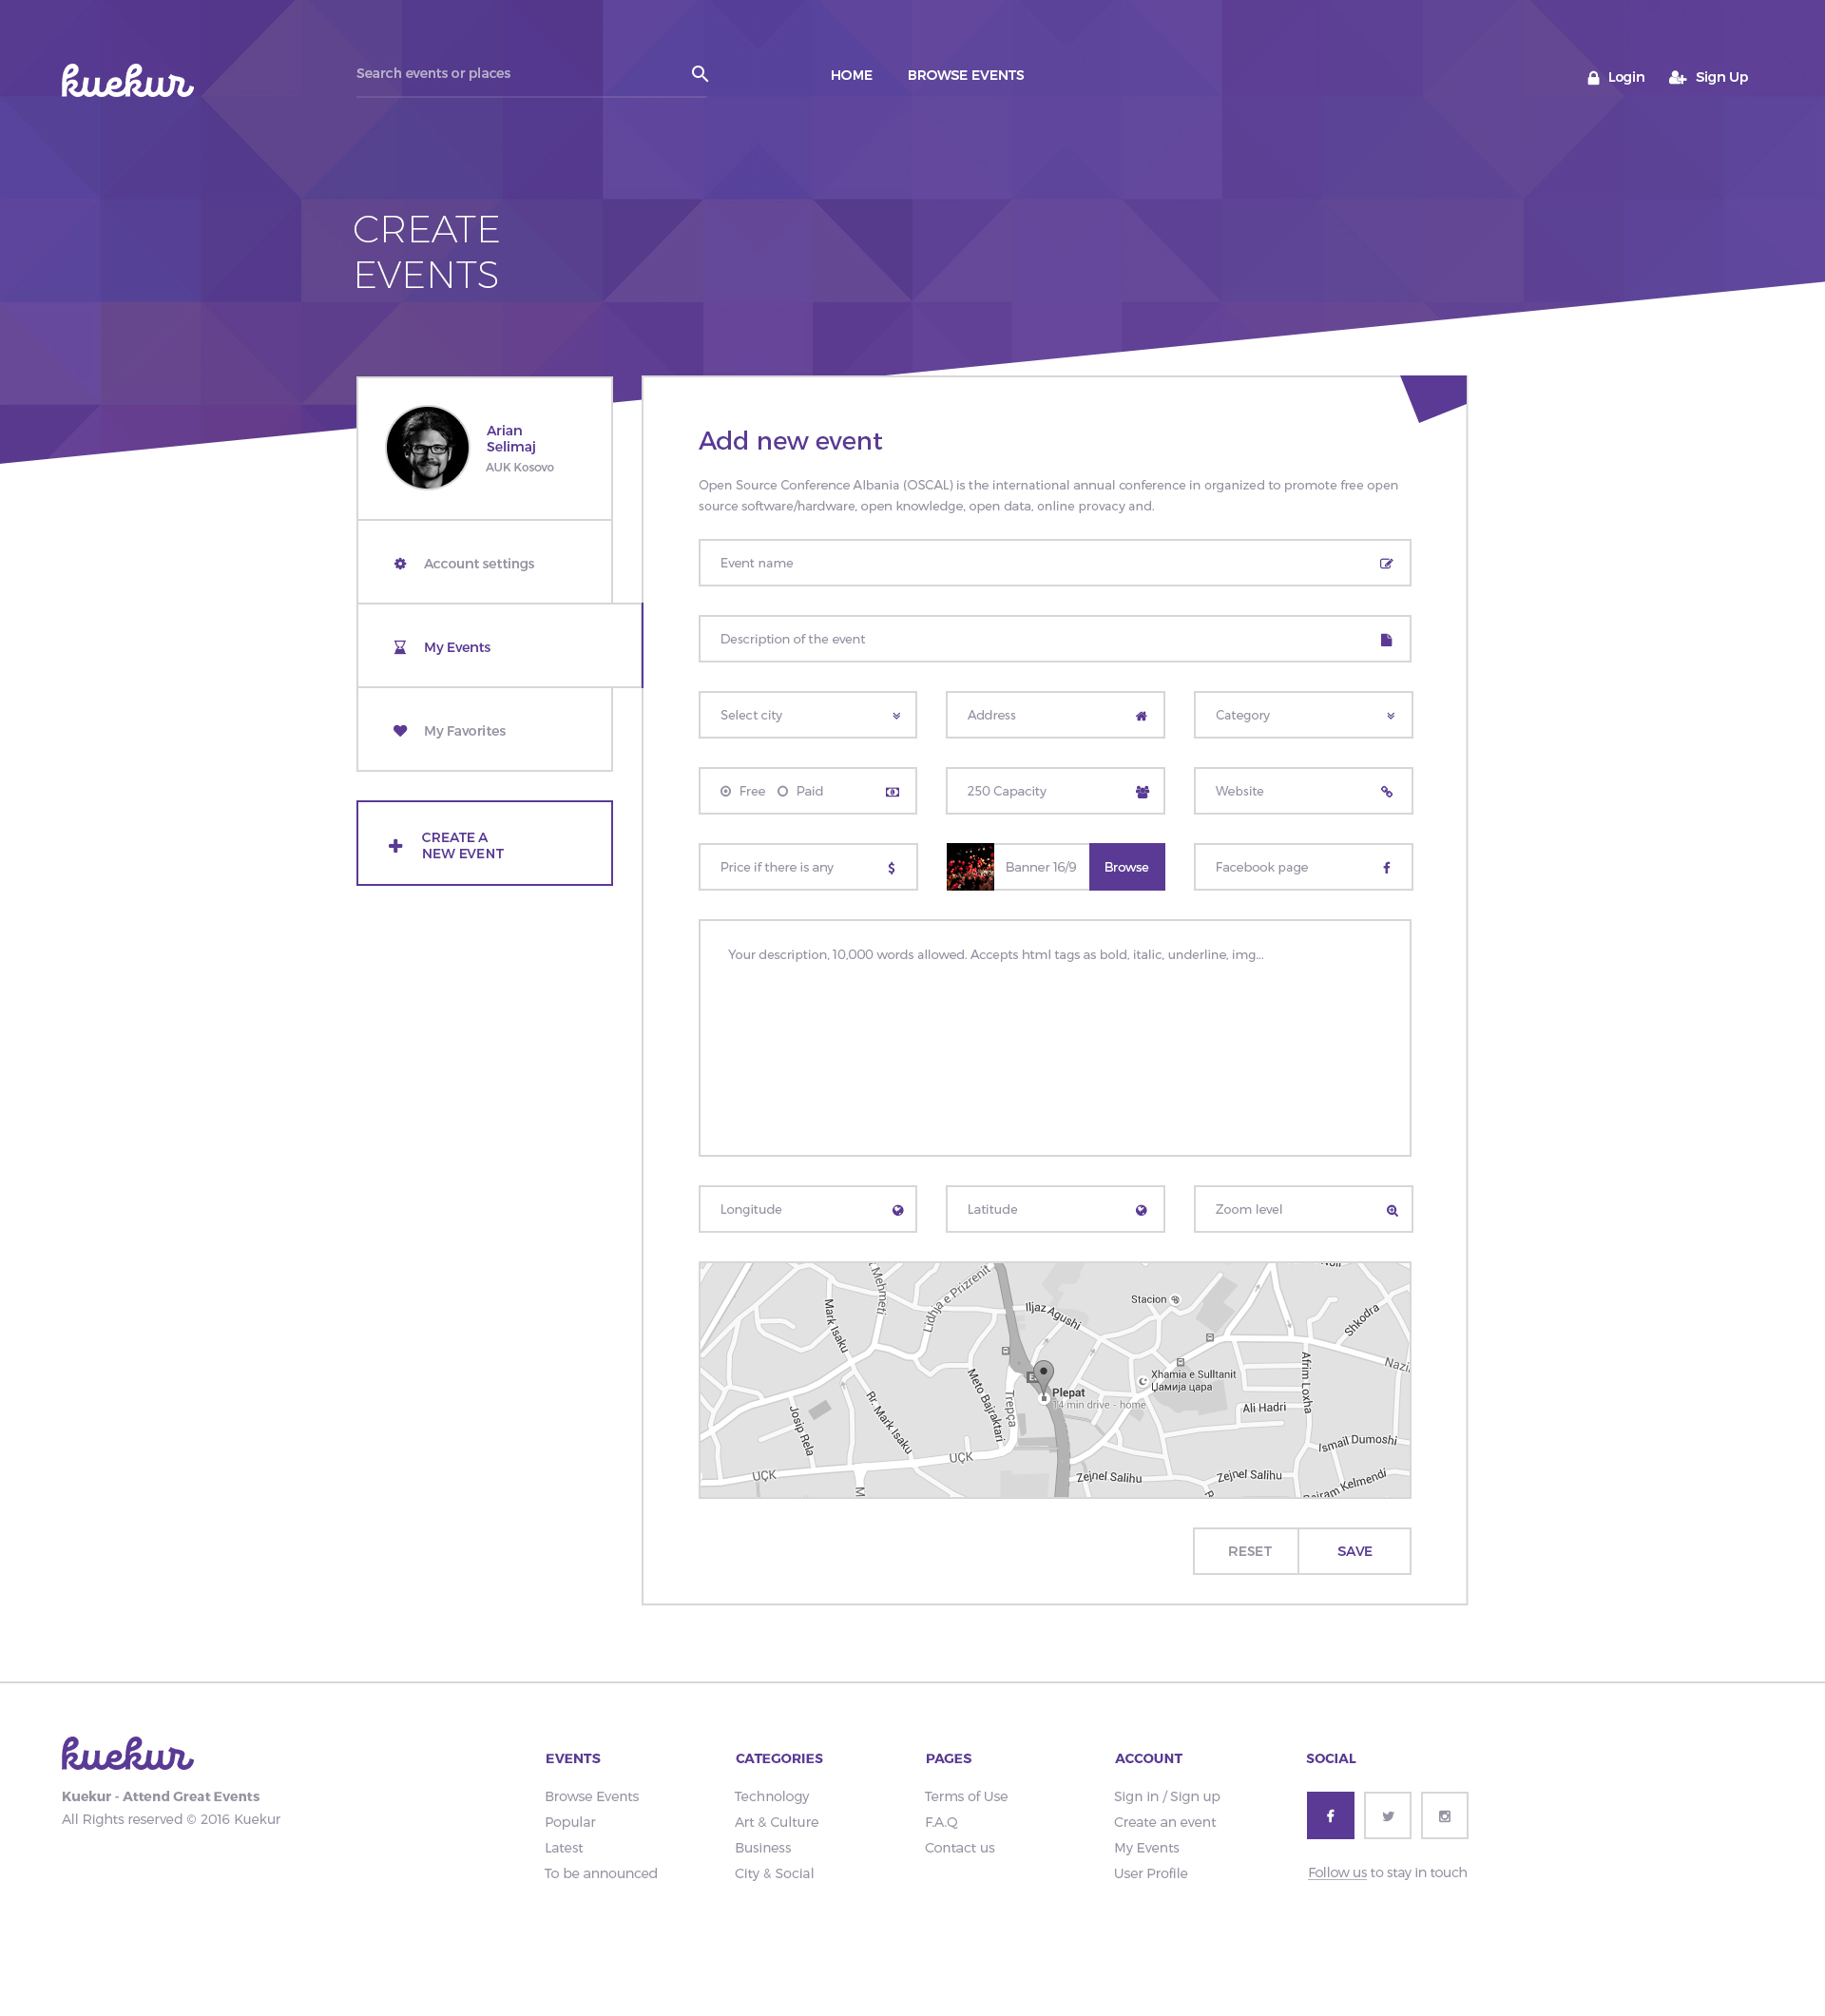 kuekur
Search events or places
HOME
BROWSE EVENTS
Login
Sign Up
CREATE
EVENTS
Arian
Selimaj
AUK Kosovo
Account settings
My Events
My Favorites
CREATE A
NEW EVENT
Add new event
Open Source Conference Albania (OSCAL) is the international annual conference in organized to promote free open
source software/hardware, open knowledge, open data, online provacy and.
Event name
Description of the event
Select city
Address
Category
Free
Paid
250 Capacity
Website
Price if there is any
$
Banner 16/9
Browse
Facebook page
Your description, 10,000 words allowed. Accepts html tags as bold, italic, underline, img...
Longitude
Latitude
Zoom level
Mehmeti
Mark Isaku
Lidhja e Prizrenit
Iljaz Agushi
Stacion
Shkodra
Xhamia e Sulltanit
Џамија цара
Plepat
14 min drive - home
Meto Bajraktari
Trepça
Rr. Mark Isaku
Josip Rela
Afrim Loxha
Ali Hadri
Ismail Dumoshi
UÇK
UÇK
Zejnel Salihu
Zejnel Salihu
Kelmendi
RESET
SAVE
kuekur
Kuekur - Attend Great Events
All Rights reserved © 2016 Kuekur
EVENTS
Browse Events
Popular
Latest
To be announced
CATEGORIES
Technology
Art & Culture
Business
City & Social
PAGES
Terms of Use
F.A.Q
Contact us
ACCOUNT
Sign in / Sign up
Create an event
My Events
User Profile
SOCIAL
Follow us to stay in touch